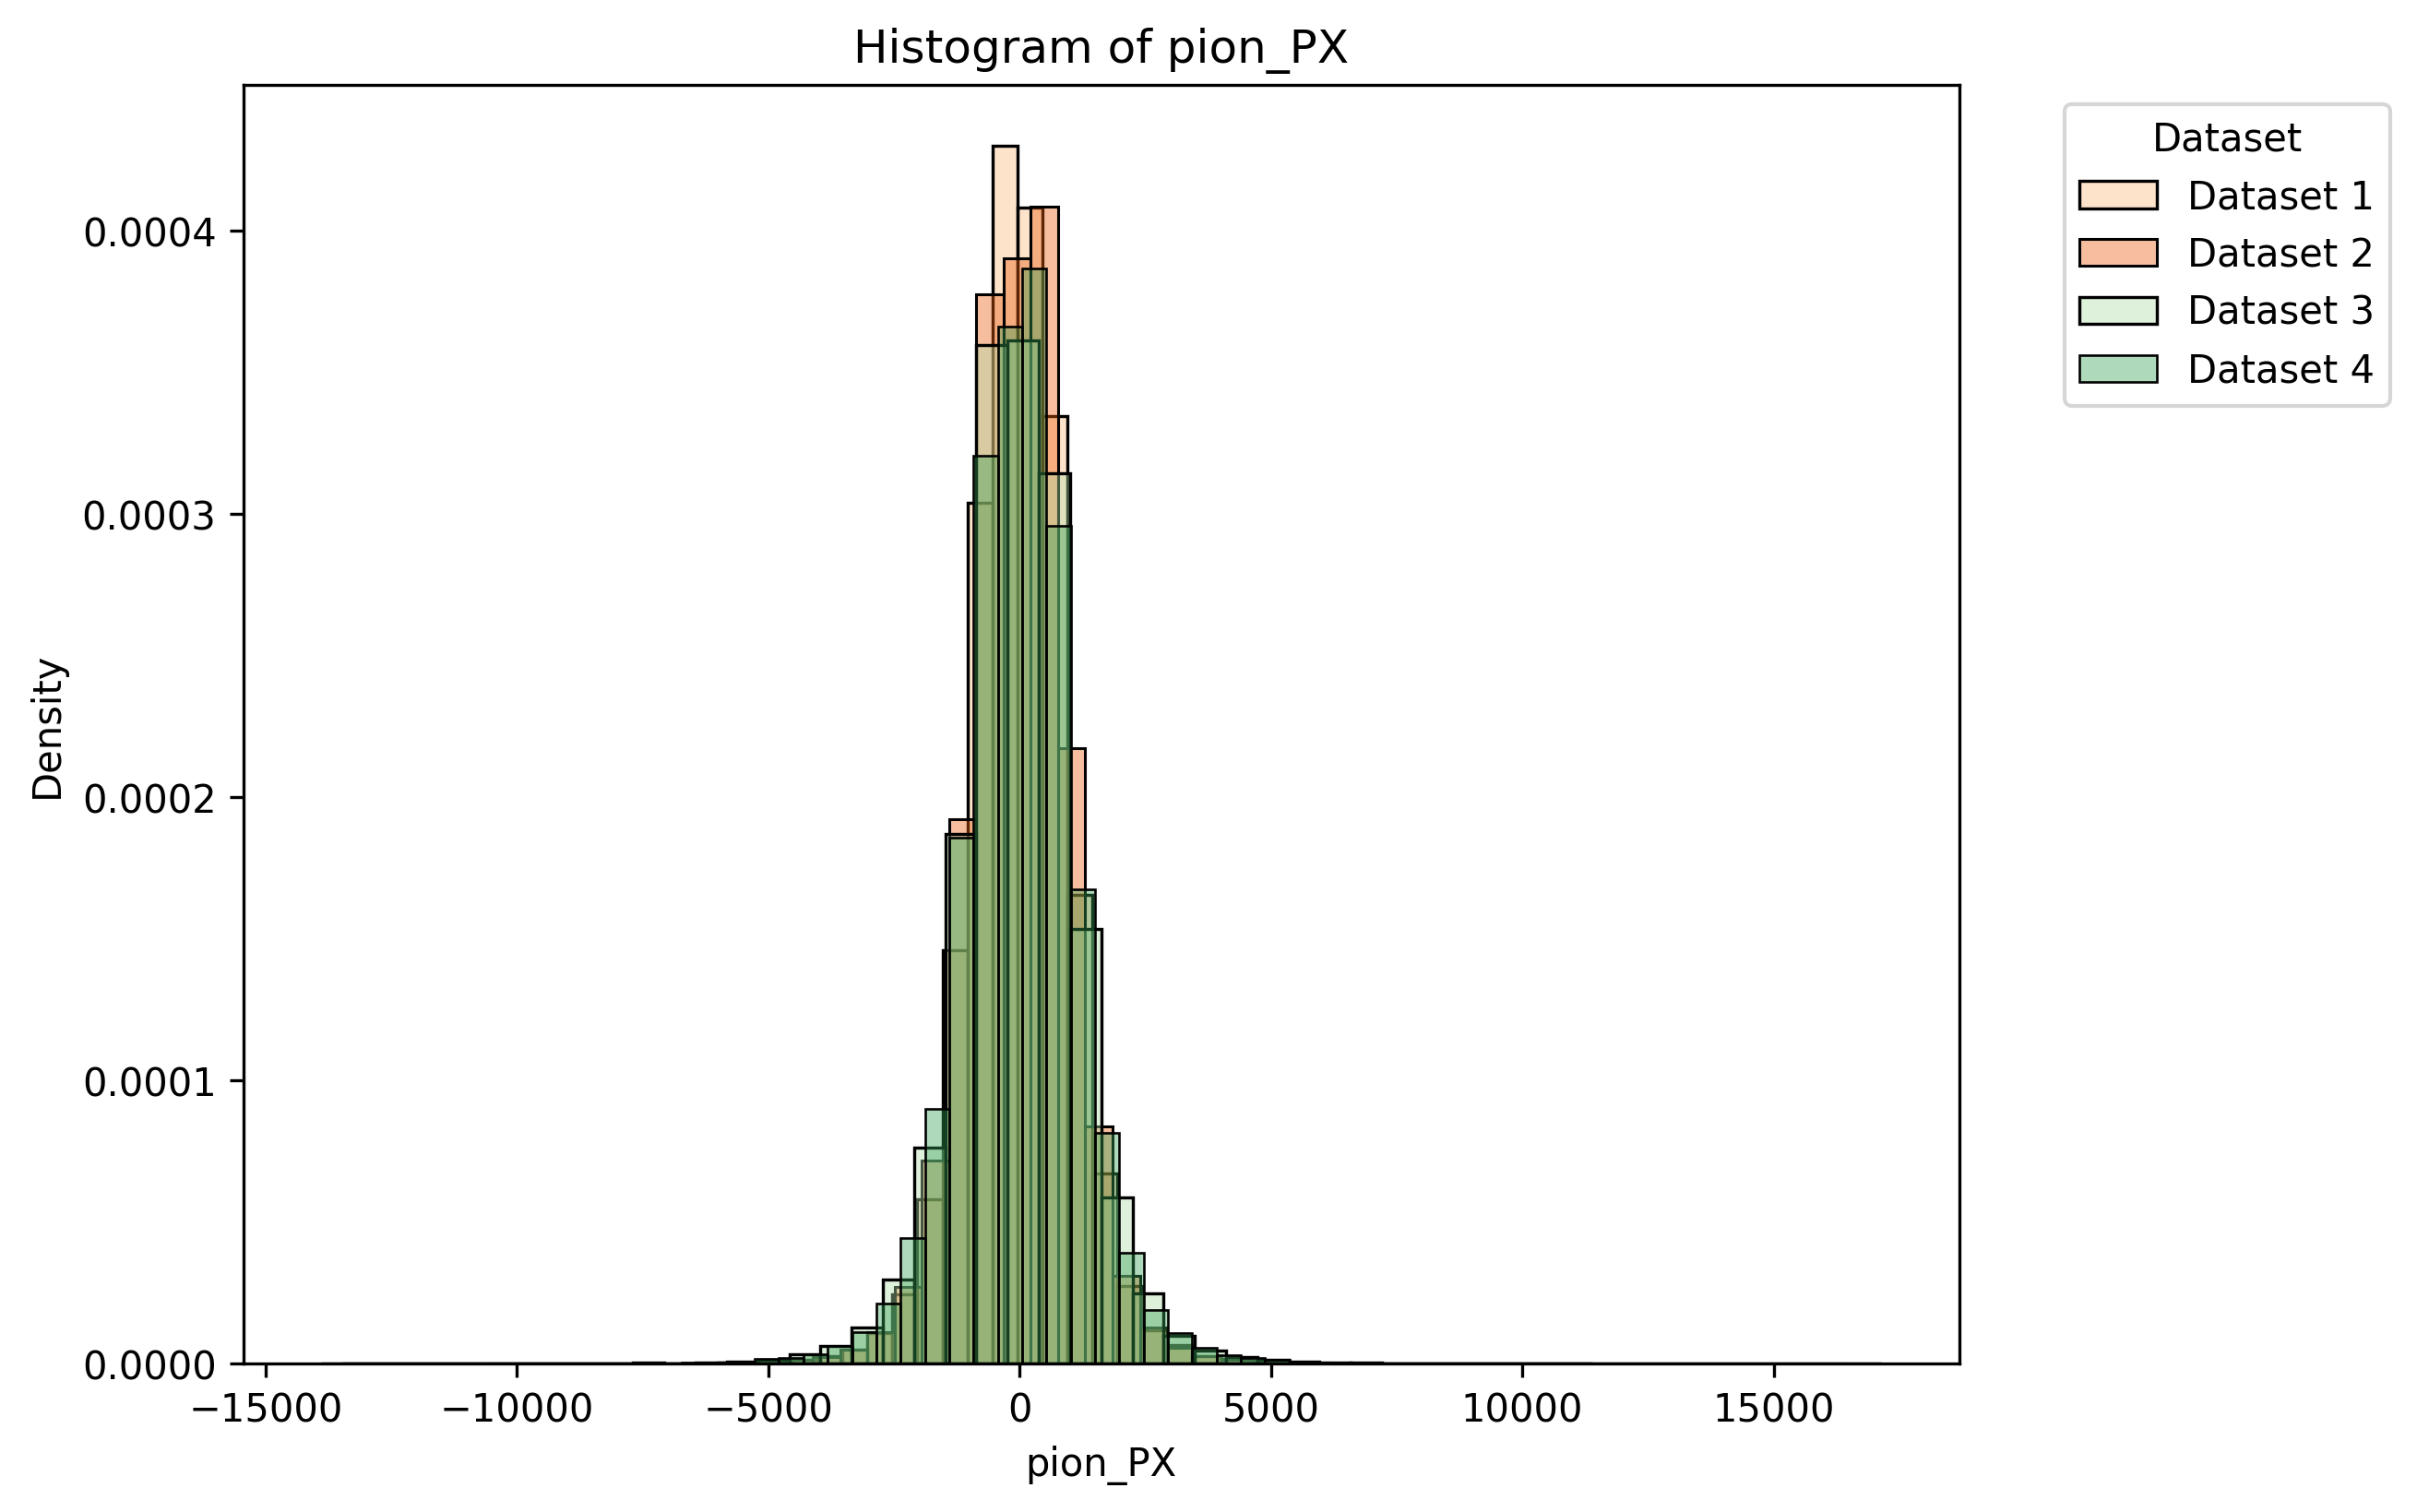 Histogram of pion_PX
Dataset
Dataset 1
Dataset 2
Dataset 3
Dataset 4
Density
0.0004
0.0003
0.0002
0.0001
0.0000
−15000 −10000 −5000 0 5000 10000 15000
pion_PX